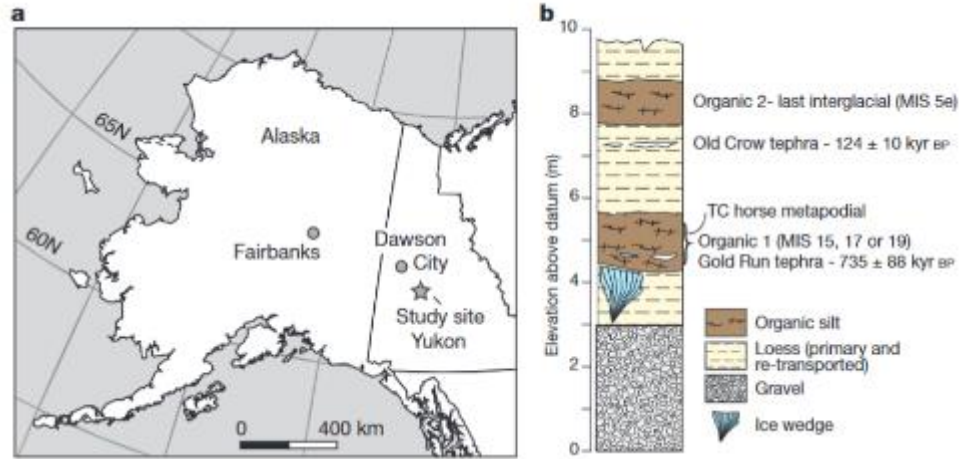 a
65N
60N
Alaska
Fairbanks
Dawson
City
Study site
Yukon
0 400 km
b
Elevation above datum (m)
10
8
6
4
2
0
Organic 2- last interglacial (MIS 5e)
Old Crow tephra - 124 ± 10 kyr BP
TC horse metapodial
Organic 1 (MIS 15, 17 or 19)
Gold Run tephra - 735 ± 88 kyr BP
Organic silt
Loess (primary and
re-transported)
Gravel
Ice wedge